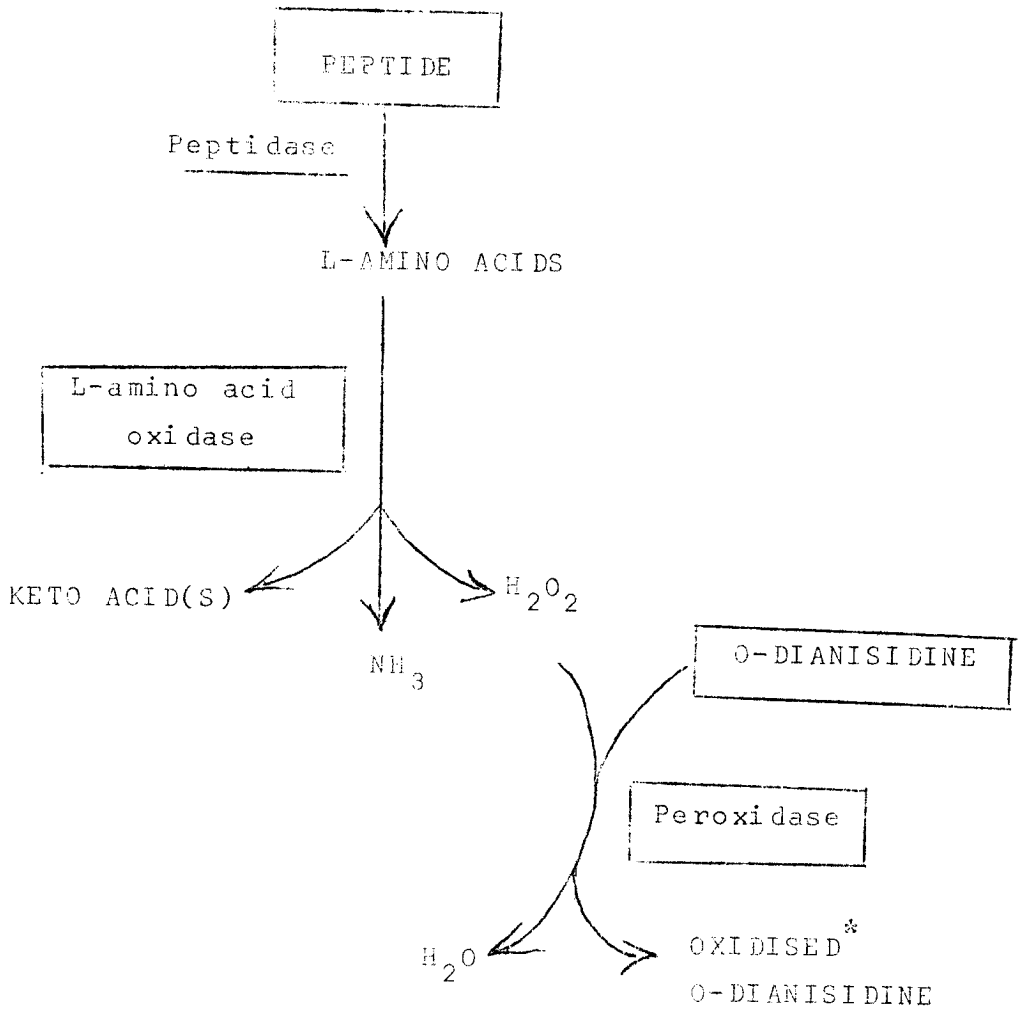 PEPTIDE
Peptidase
L-AMINO ACIDS
L-amino acid
oxidase
KETO ACID(S)
NH3
H2O2
O-DIANISIDINE
Peroxidase
H2O
OXIDISED*
O-DIANISIDINE